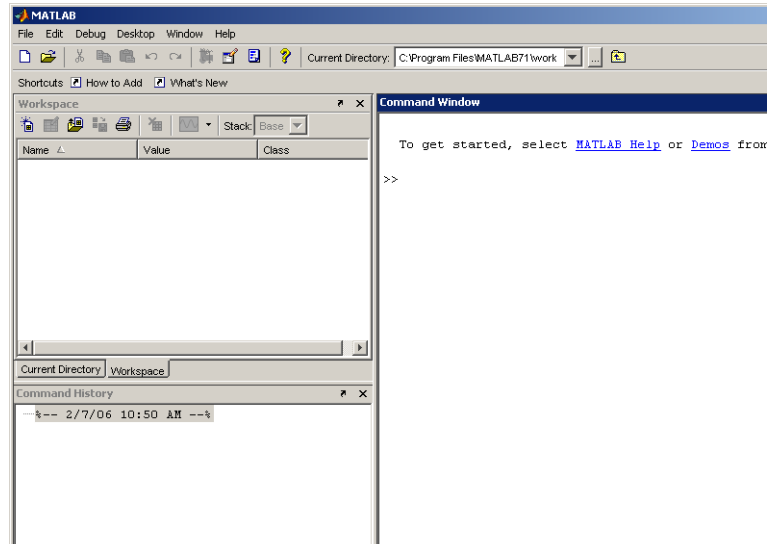 MATLAB
File Edit Debug Desktop Window Help
Current Directory: C:\Program Files\MATLAB71\work ...
Shortcuts How to Add What's New
Workspace
Stack: Base
Name Value Class
Current Directory Workspace
Command History
%-- 2/7/06 10:50 AM --%
Command Window
To get started, select MATLAB Help or Demos from
>>